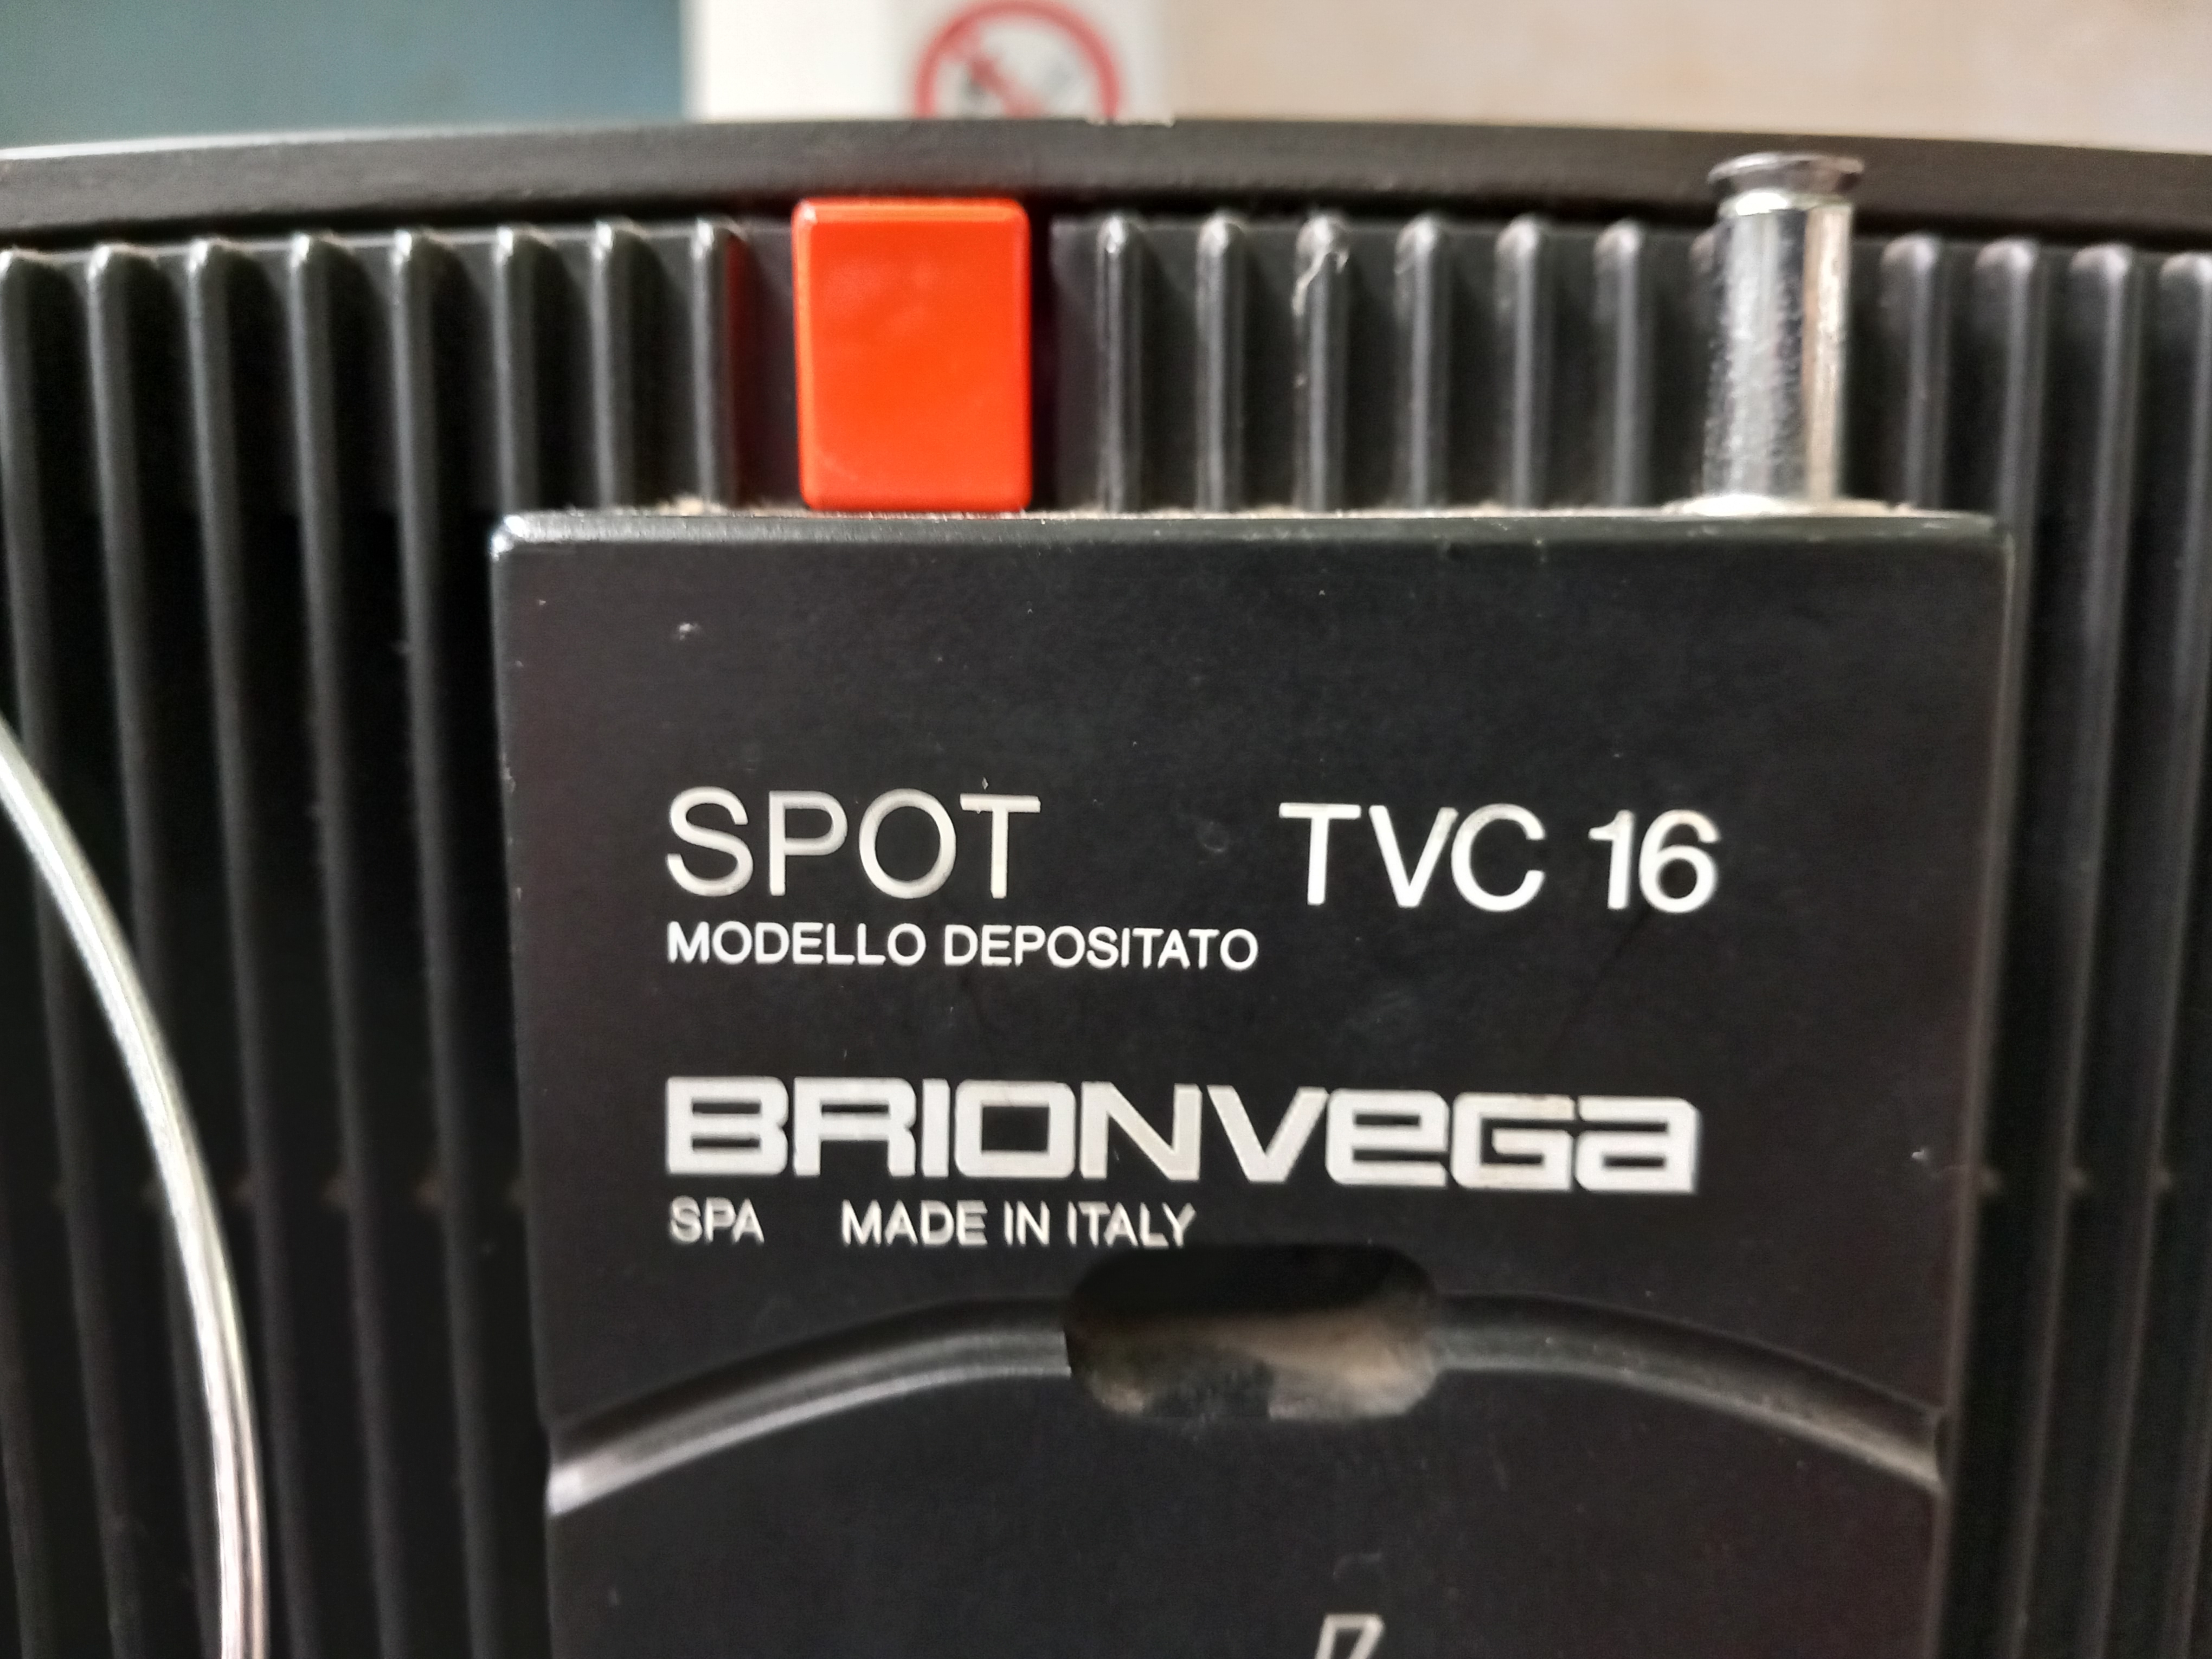 SPOT TVC 16
MODELLO DEPOSITATO
BRIONVEGA
SPA MADE IN ITALY